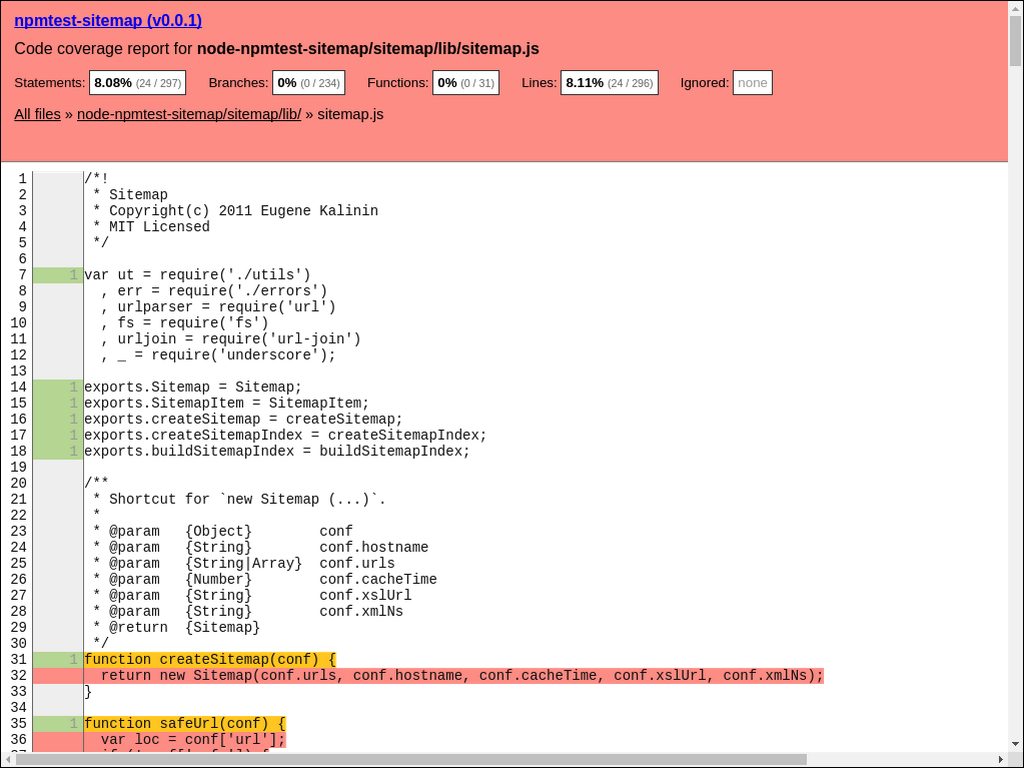 npmtest-sitemap (v0.0.1)
Code coverage report for node-npmtest-sitemap/sitemap/lib/sitemap.js
Statements: 8.08% (24 / 297) Branches: 0% (0 / 234) Functions: 0% (0 / 31) Lines: 8.11% (24 / 296) Ignored: none
All files » node-npmtest-sitemap/sitemap/lib/ » sitemap.js
1 /*!
2  * Sitemap
3  * Copyright(c) 2011 Eugene Kalinin
4  * MIT Licensed
5  */
6
7 1 var ut = require('./utils')
8   , err = require('./errors')
9   , urlparser = require('url')
10   , fs = require('fs')
11   , urljoin = require('url-join')
12   , _ = require('underscore');
13
14 1 exports.Sitemap = Sitemap;
15 1 exports.SitemapItem = SitemapItem;
16 1 exports.createSitemap = createSitemap;
17 1 exports.createSitemapIndex = createSitemapIndex;
18 1 exports.buildSitemapIndex = buildSitemapIndex;
19
20 /**
21  * Shortcut for `new Sitemap (...)`.
22  *
23  * @param   {Object}        conf
24  * @param   {String}        conf.hostname
25  * @param   {String|Array}  conf.urls
26  * @param   {Number}        conf.cacheTime
27  * @param   {String}        conf.xslUrl
28  * @param   {String}        conf.xmlNs
29  * @return  {Sitemap}
30  */
31 1 function createSitemap(conf) {
32   return new Sitemap(conf.urls, conf.hostname, conf.cacheTime, conf.xslUrl, conf.xmlNs);
33 }
34
35 1 function safeUrl(conf) {
36   var loc = conf['url'];